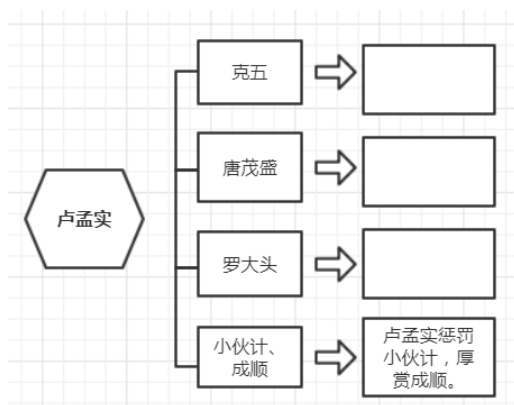 克五
唐茂盛
卢孟实
罗大头
小伙计、
成顺
卢孟实惩罚
小伙计，厚
赏成顺。